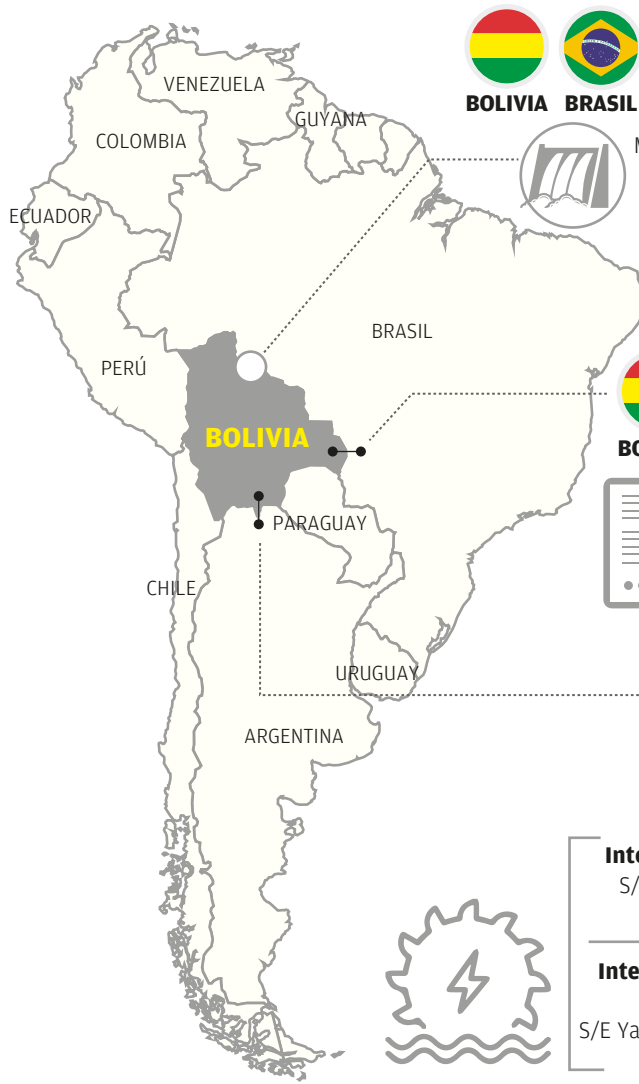 BOLIVIA BRASIL
VENEZUELA
GUYANA
COLOMBIA
ECUADOR
BRASIL
PERÚ
BOLIVIA
PARAGUAY
CHILE
URUGUAY
ARGENTINA
S/E